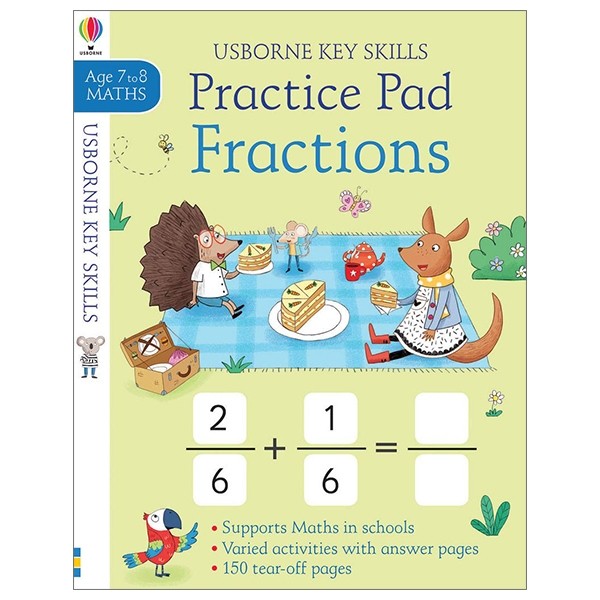 USBORNE
Age 7 to 8
MATHS
USBORNE KEY SKILLS
USBORNE KEY SKILLS
Practice Pad
Fractions
2 + 1 =
6 6
• Supports Maths in schools
• Varied activities with answer pages
• 150 tear-off pages